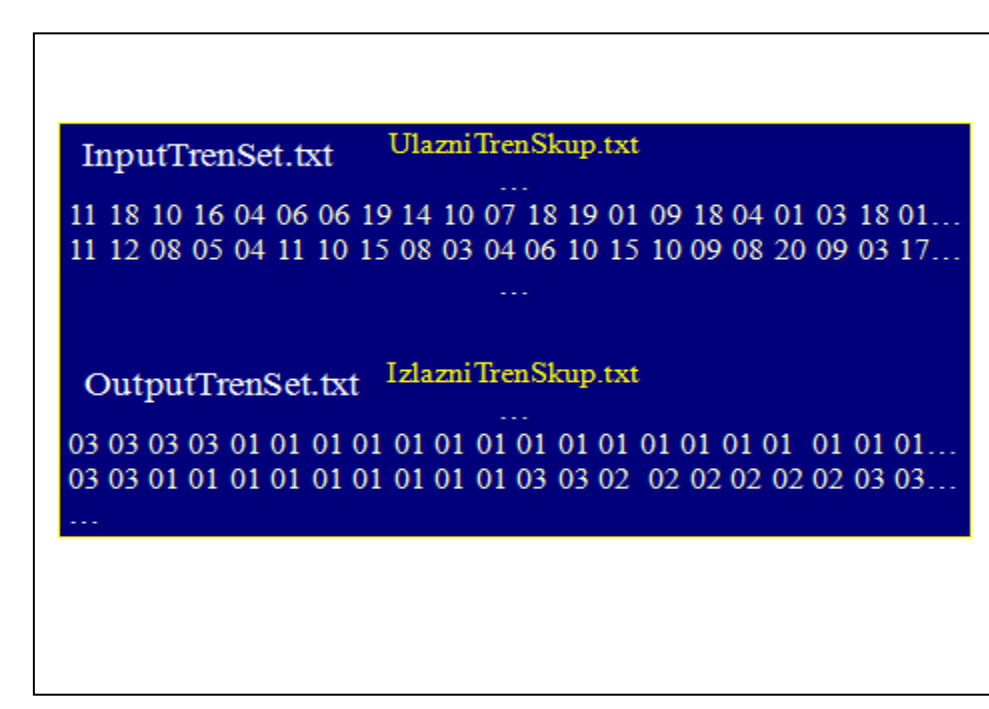 InputTrenSet.txt UlazniTrenSkup.txt
...
11 18 10 16 04 06 06 19 14 10 07 18 19 01 09 18 04 01 03 18 01...
11 12 08 05 04 11 10 15 08 03 04 06 10 15 10 09 08 20 09 03 17...
...
OutputTrenSet.txt IzlazniTrenSkup.txt
...
03 03 03 03 01 01 01 01 01 01 01 01 01 01 01 01 01 01 01 01 01...
03 03 01 01 01 01 01 01 01 01 01 03 03 02 02 02 02 02 02 03 03...
...